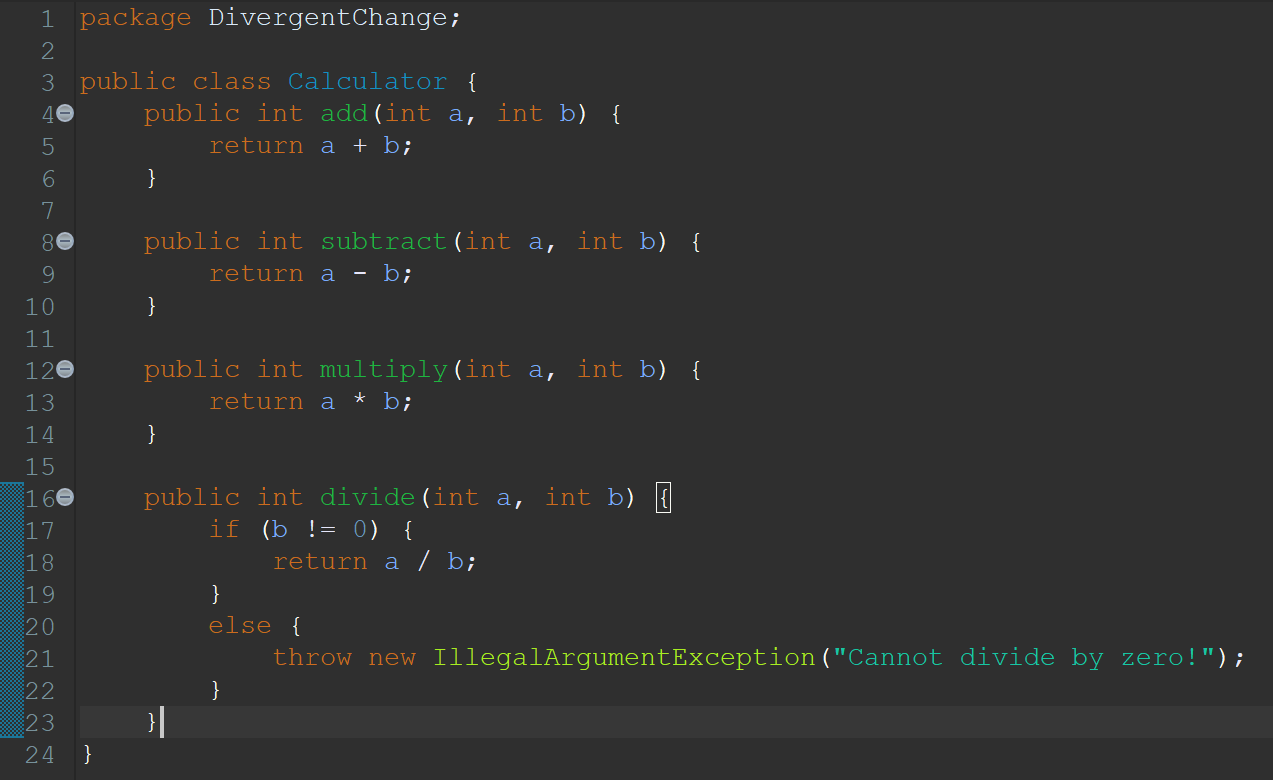 1 package DivergentChange;
2
3 public class Calculator {
4     public int add(int a, int b) {
5         return a + b;
6     }
7
8     public int subtract(int a, int b) {
9         return a - b;
10     }
11
12     public int multiply(int a, int b) {
13         return a * b;
14     }
15
16     public int divide(int a, int b) {
17         if (b != 0) {
18             return a / b;
19         }
20         else {
21             throw new IllegalArgumentException("Cannot divide by zero!");
22         }
23     }
24 }